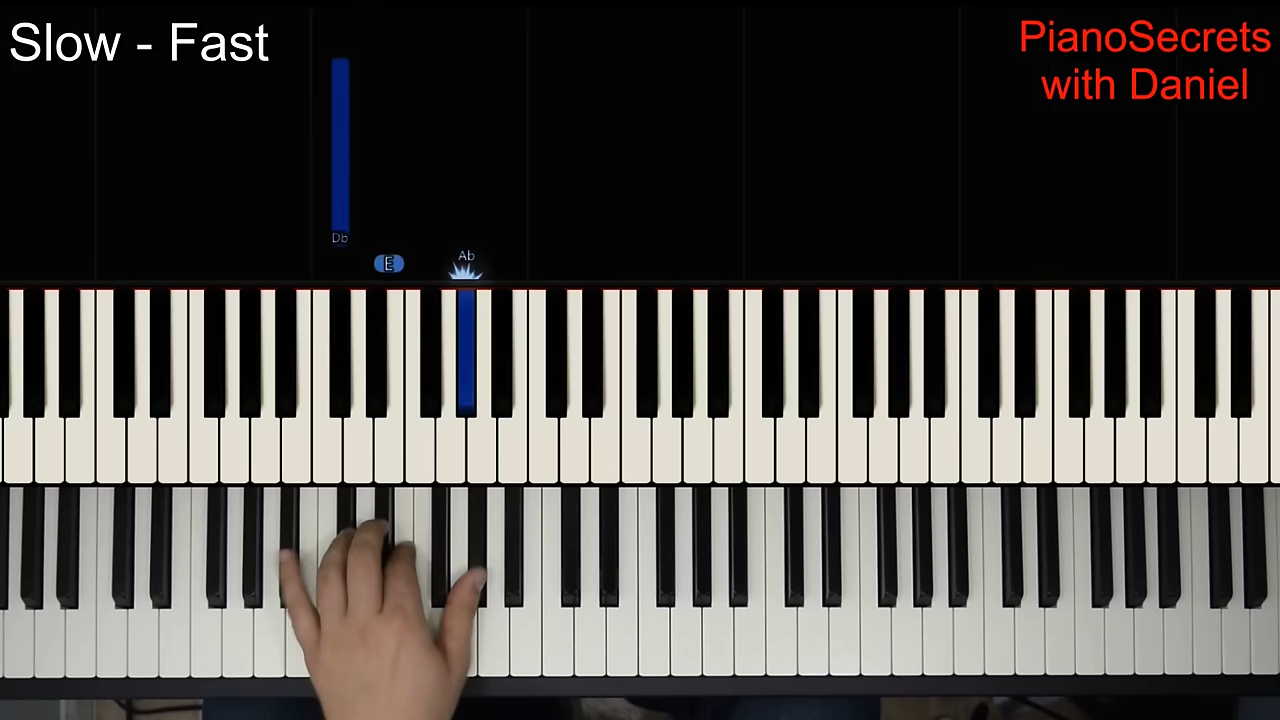 Slow - Fast
PianoSecrets
with Daniel
Db
E
Ab